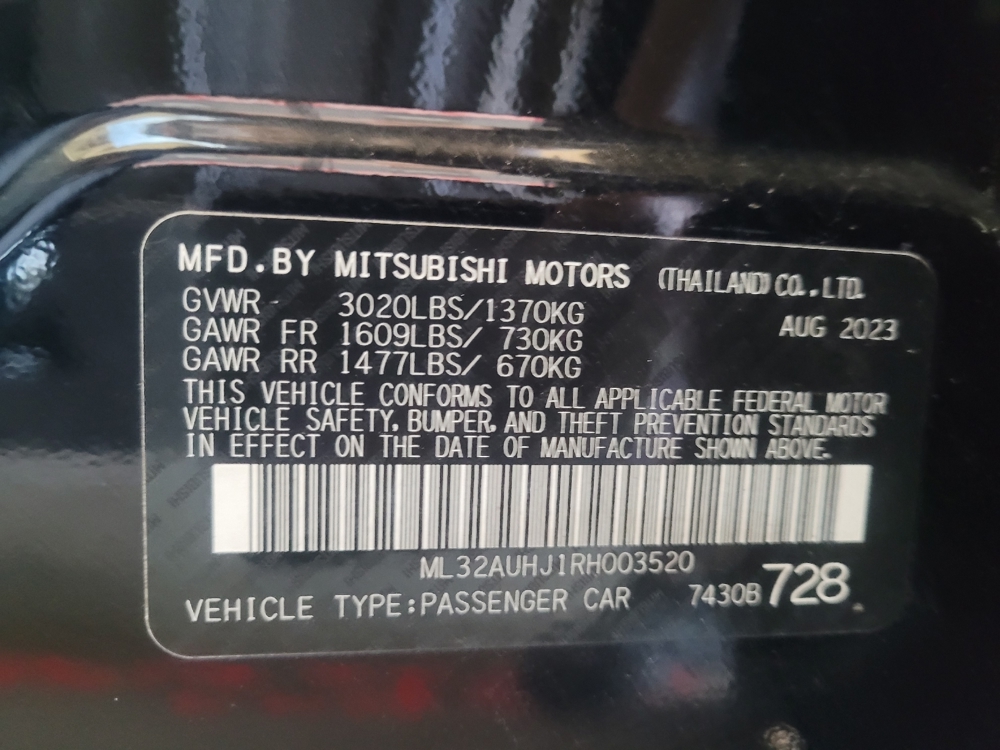 MFD.BY MITSUBISHI MOTORS (THAILAND) CO.,LTD.
GVWR 3020LBS/1370KG
AUG 2023
GAWR FR 1609LBS/ 730KG
GAWR RR 1477LBS/ 670KG
THIS VEHICLE CONFORMS TO ALL APPLICABLE FEDERAL MOTOR
VEHICLE SAFETY, BUMPER, AND THEFT PREVENTION STANDARDS
IN EFFECT ON THE DATE OF MANUFACTURE SHOWN ABOVE.
ML32AUHJ1RH003520
VEHICLE TYPE:PASSENGER CAR 7430B 728